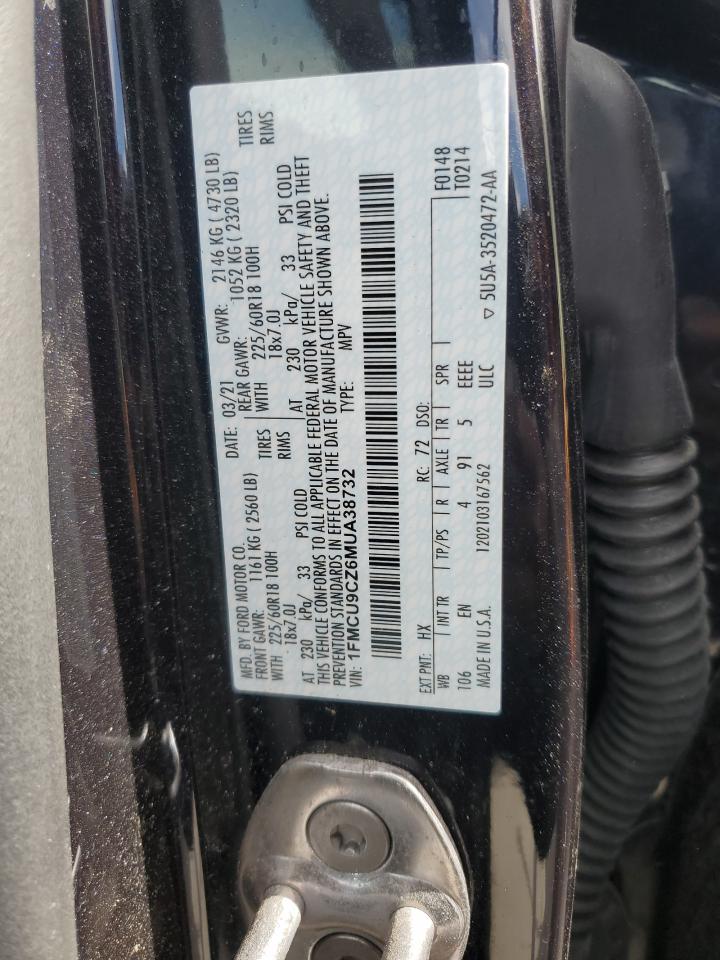 MFD. BY FORD MOTOR CO.
DATE: 03/21 GVWR: 2146 KG ( 4730 LB)
FRONT GAWR: 1161 KG ( 2560 LB) REAR GAWR: 1052 KG ( 2320 LB)
WITH 225/60R18 100H TIRES WITH 225/60R18 100H TIRES
18x7.0J RIMS 18x7.0J RIMS
AT 230 kPa/ 33 PSI COLD AT 230 kPa/ 33 PSI COLD
THIS VEHICLE CONFORMS TO ALL APPLICABLE FEDERAL MOTOR VEHICLE SAFETY AND THEFT
PREVENTION STANDARDS IN EFFECT ON THE DATE OF MANUFACTURE SHOWN ABOVE.
VIN: 1FMCU9CZ6MUA38732 TYPE: MPV
EXT PNT: HX RC: 72 DSO: F0148
WB INT TR TP/PS R AXLE TR SPR T0214
106 EN 4 91 5 EEEE
MADE IN U.S.A. 1202103167562 ULC 5U5A-3520472-AA